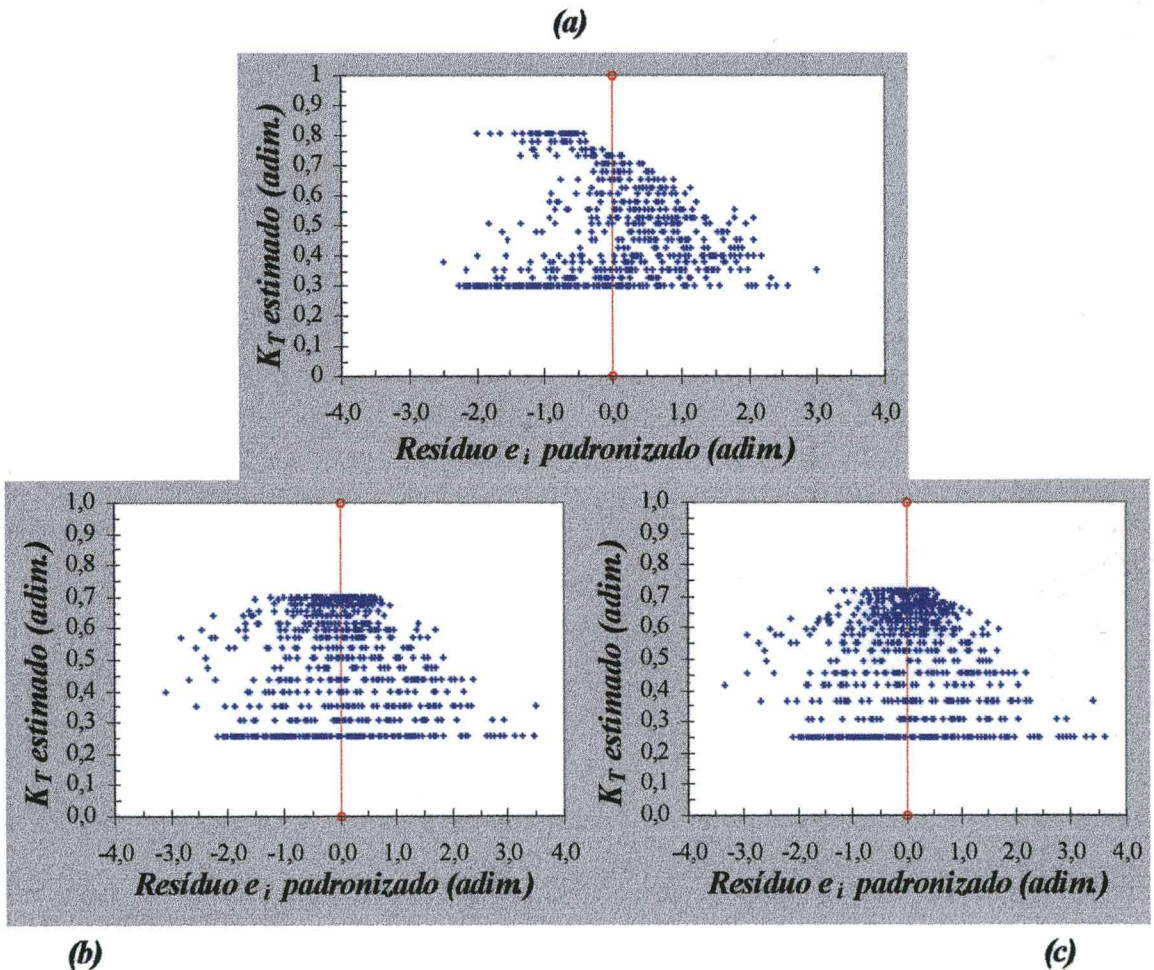 (a)
K_T estimado (adim.)
1
0,9
0,8
0,7
0,6
0,5
0,4
0,3
0,2
0,1
0
-4,0 -3,0 -2,0 -1,0 0,0 1,0 2,0 3,0 4,0
Resíduo e_i padronizado (adim.)
K_T estimado (adim.)
1,0
0,9
0,8
0,7
0,6
0,5
0,4
0,3
0,2
0,1
0,0
-4,0 -3,0 -2,0 -1,0 0,0 1,0 2,0 3,0 4,0
Resíduo e_i padronizado (adim.)
K_T estimado (adim.)
1,0
0,9
0,8
0,7
0,6
0,5
0,4
0,3
0,2
0,1
0,0
-4,0 -3,0 -2,0 -1,0 0,0 1,0 2,0 3,0 4,0
Resíduo e_i padronizado (adim.)
(b)
(c)